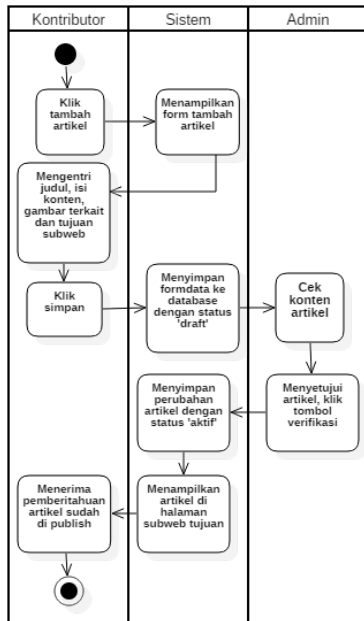 Kontributor
Sistem
Admin
Klik
tambah
artikel
Menampilkan
form tambah
artikel
Mengentri
judul, isi
konten,
gambar terkait
dan tujuan
subweb
Klik
simpan
Menyimpan
formdata ke
database
dengan status
'draft'
Cek
konten
artikel
Menyetujui
artikel, klik
tombol
verifikasi
Menyimpan
perubahan
artikel dengan
status 'aktif'
Menampilkan
artikel di
halaman
subweb tujuan
Menerima
pemberitahuan
artikel sudah
di publish